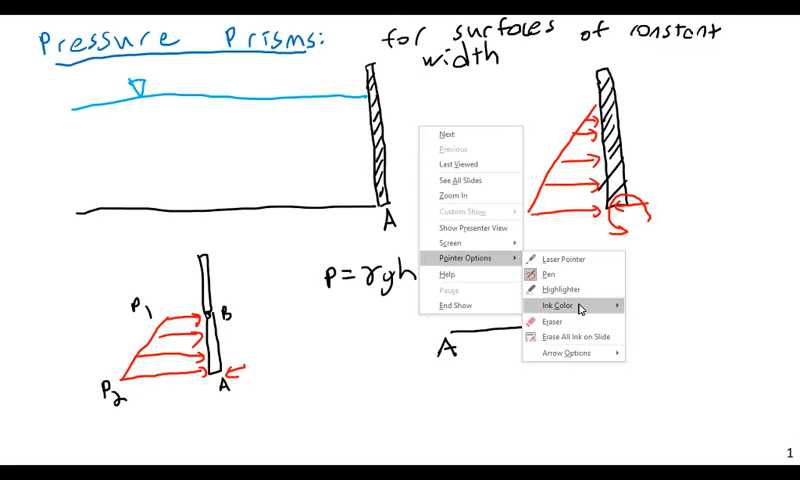 Pressure Prisms: for surfaces of constant
width
A
Next
Previous
Last Viewed
See All Slides
Zoom In
Custom Show
Show Presenter View
Screen
Pointer Options
Help
Pause
End Show
Laser Pointer
Pen
Highlighter
Ink Color
Eraser
Erase All Ink on Slide
Arrow Options
P = γgh
P1
B
P2
A
A
1